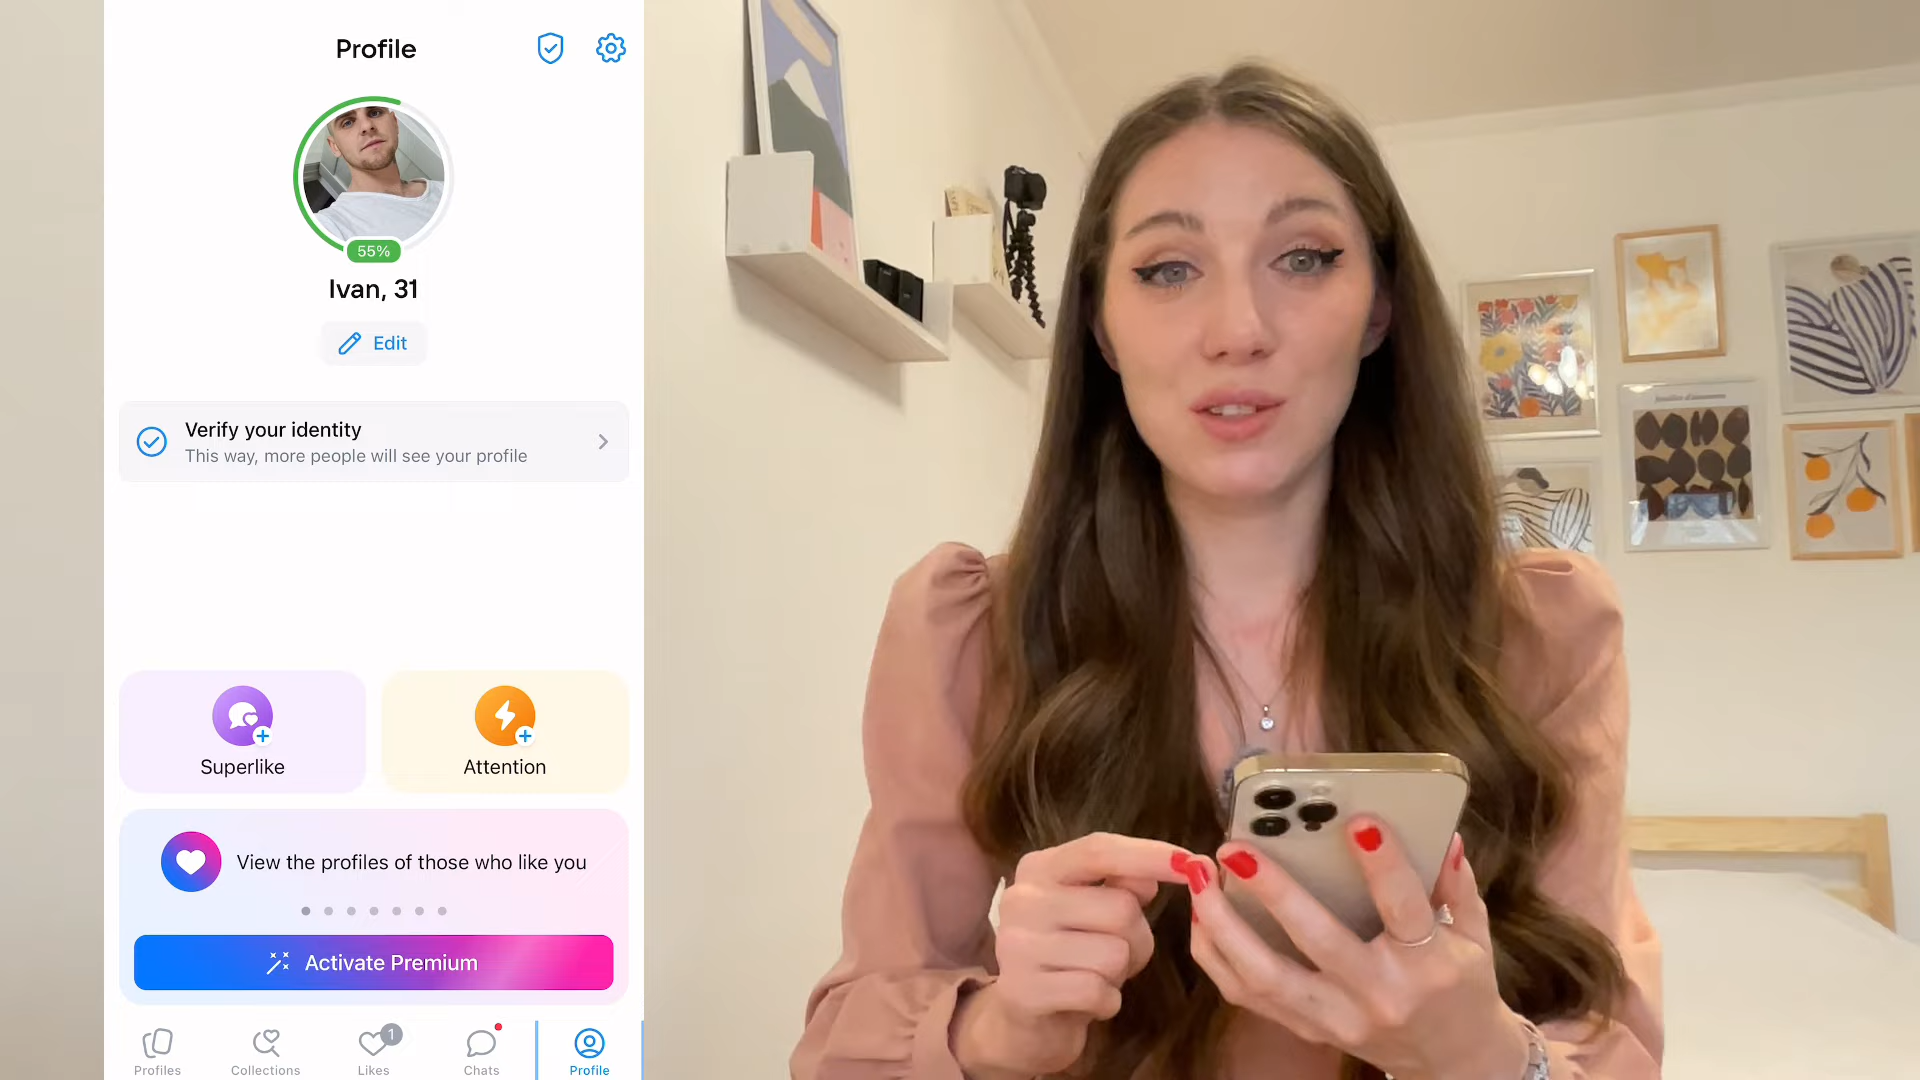 Profile
55%
Ivan, 31
Edit
Verify your identity
This way, more people will see your profile
Superlike
Attention
View the profiles of those who like you
Activate Premium
1
Profiles
Collections
Likes
Chats
Profile